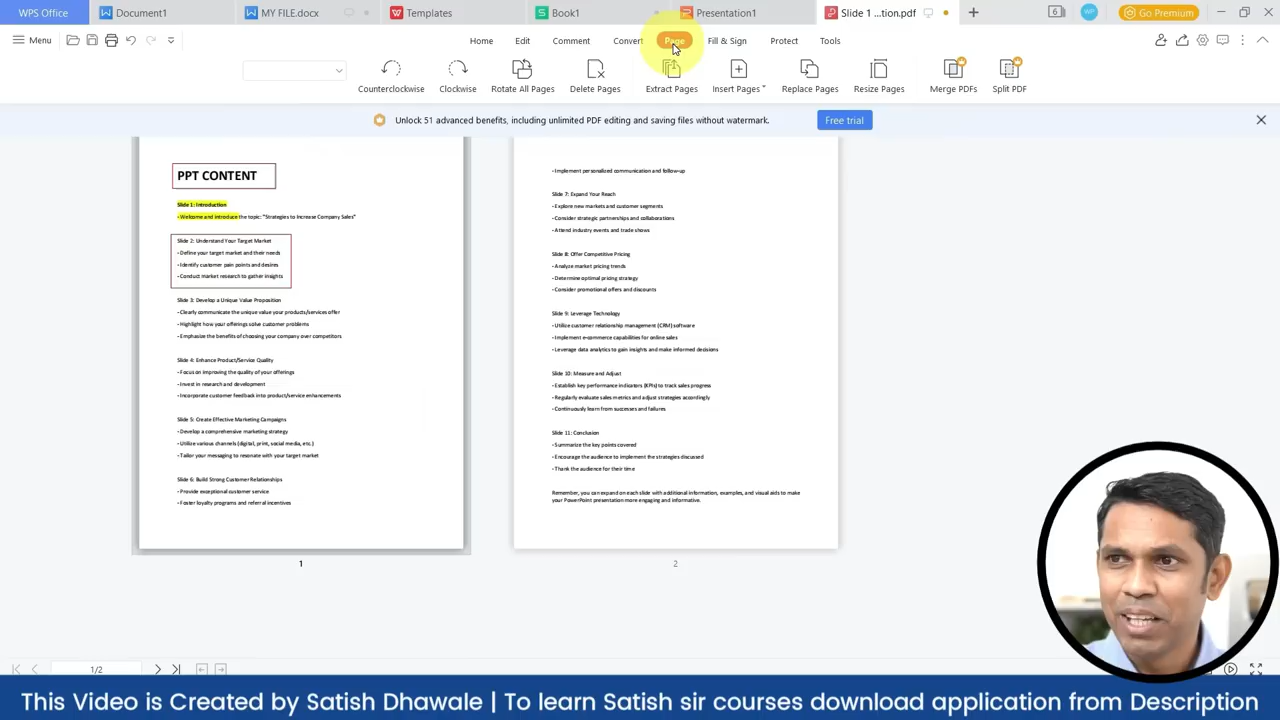 WPS Office
MY FILE.docx
Templates
Book1
Presentation1
Slide 1 ...tion.pdf
Go Premium
Menu
Home
Edit
Comment
Convert
Page
Fill & Sign
Protect
Tools
Counterclockwise
Clockwise
Rotate All Pages
Delete Pages
Extract Pages
Insert Pages
Replace Pages
Resize Pages
Merge PDFs
Split PDF
Unlock 51 advanced benefits, including unlimited PDF editing and saving files without watermark.
Free trial
PPT CONTENT
Slide 1: Introduction
- Welcome and introduce the topic: "Strategies to Increase Company Sales"
Slide 2: Understand Your Target Market
- Define your target market and their needs
- Identify customer pain points and desires
- Conduct market research to gather insights
Slide 3: Develop a Unique Value Proposition
- Clearly communicate the unique value your products/services offer
- Highlight how your offerings solve customer problems
- Emphasize the benefits of choosing your company over competitors
Slide 4: Enhance Product/Service Quality
- Focus on improving the quality of your offerings
- Invest in research and development
- Incorporate customer feedback into product/service enhancements
Slide 5: Create Effective Marketing Campaigns
- Develop a comprehensive marketing strategy
- Utilize various channels (digital, print, social media, etc.)
- Tailor your messaging to resonate with your target market
Slide 6: Build Strong Customer Relationships
- Provide exceptional customer service
- Foster loyalty programs and referral incentives
1
- Implement personalized communication and follow-up
Slide 7: Expand Your Reach
- Explore new markets and customer segments
- Consider strategic partnerships and collaborations
- Attend industry events and trade shows
Slide 8: Offer Competitive Pricing
- Analyze market pricing trends
- Determine optimal pricing strategy
- Consider promotional offers and discounts
Slide 9: Leverage Technology
- Utilize customer relationship management (CRM) software
- Implement e-commerce capabilities for online sales
- Leverage data analytics to gain insights and make informed decisions
Slide 10: Measure and Adjust
- Establish key performance indicators (KPIs) to track sales progress
- Regularly evaluate sales metrics and adjust strategies accordingly
- Continuously learn from successes and failures
Slide 11: Conclusion
- Summarize the key points covered
- Encourage the audience to implement the strategies discussed
- Thank the audience for their time
Remember, you can expand on each slide with additional information, examples, and visual aids to make
your PowerPoint presentation more engaging and informative.
2
1/2
This Video is Created by Satish Dhawale | To learn Satish sir courses download application from Description